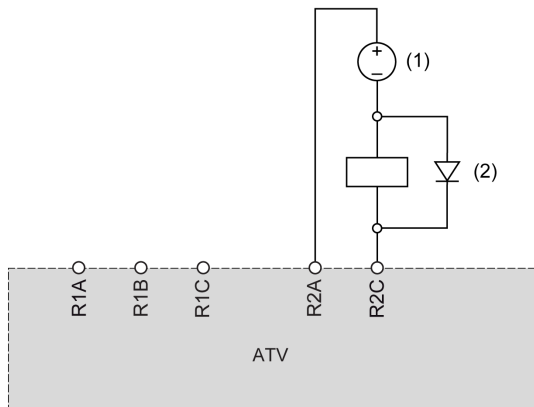 +
(1)
−
(2)
R1A
R1B
R1C
R2A
R2C
ATV